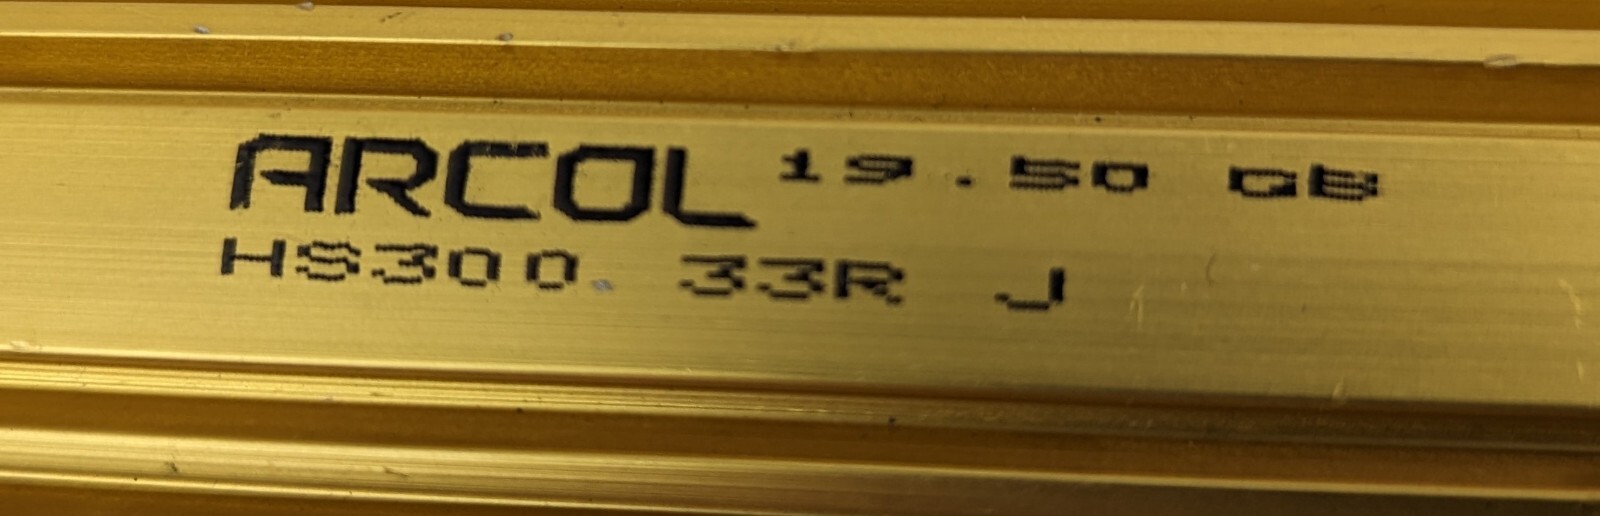 ARCOL 19.50 GB
HS300 33R J